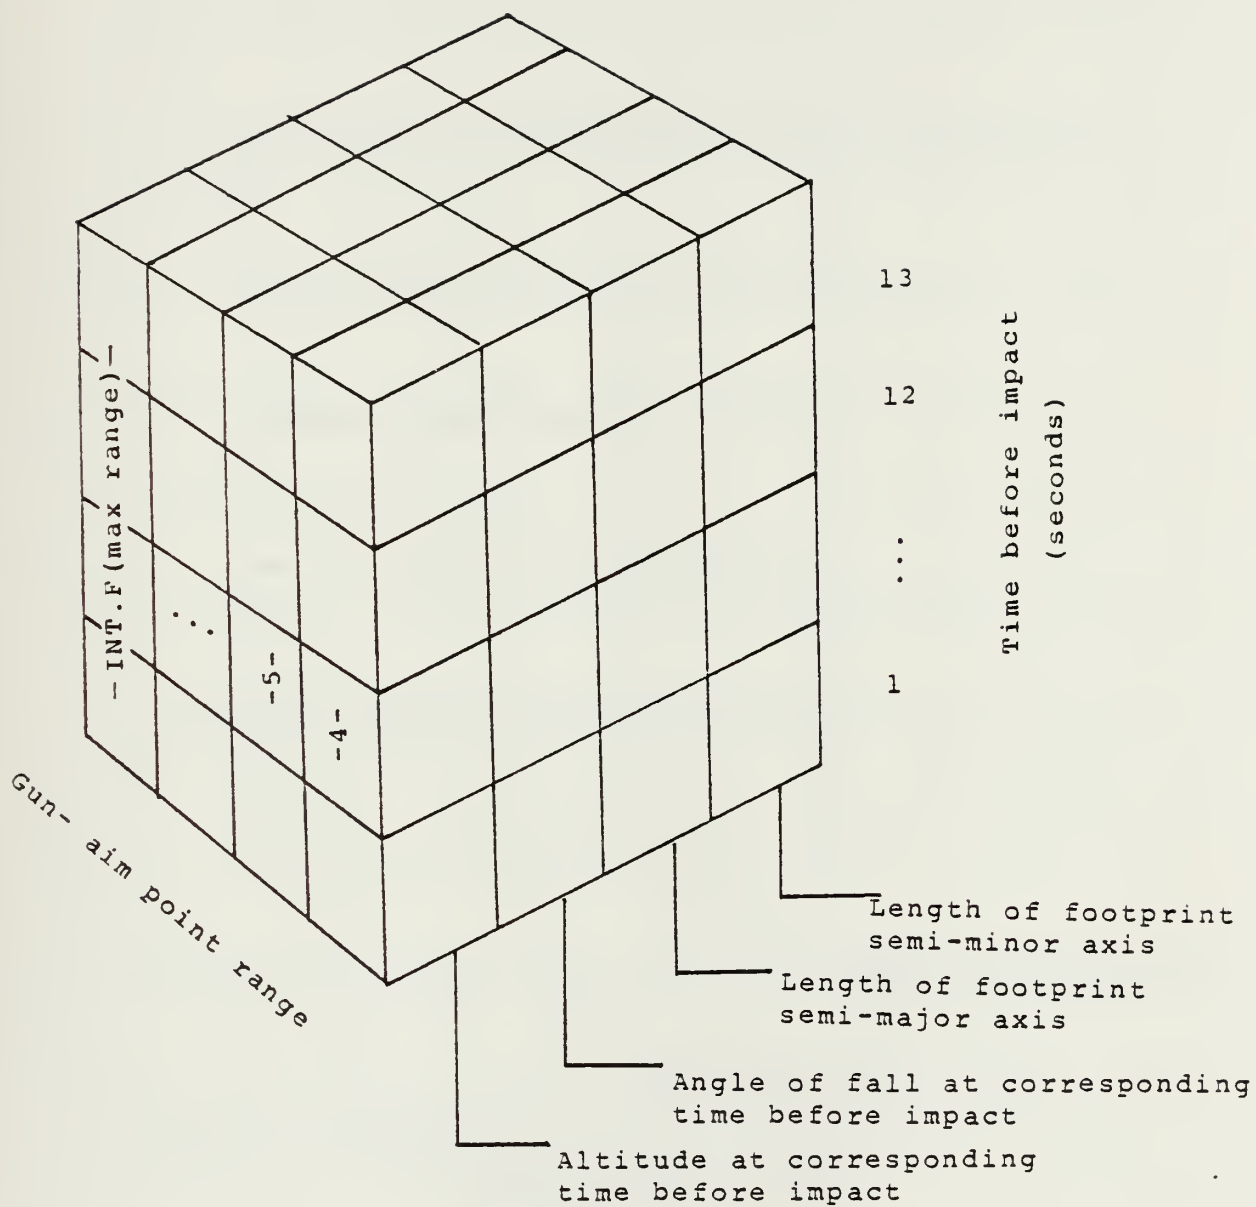 13
12
...
1
Time before impact
(seconds)
—INT.F(max range)—
...
-5-
-4-
Gun- aim point range
Length of footprint
semi-minor axis
Length of footprint
semi-major axis
Angle of fall at corresponding
time before impact
Altitude at corresponding
time before impact